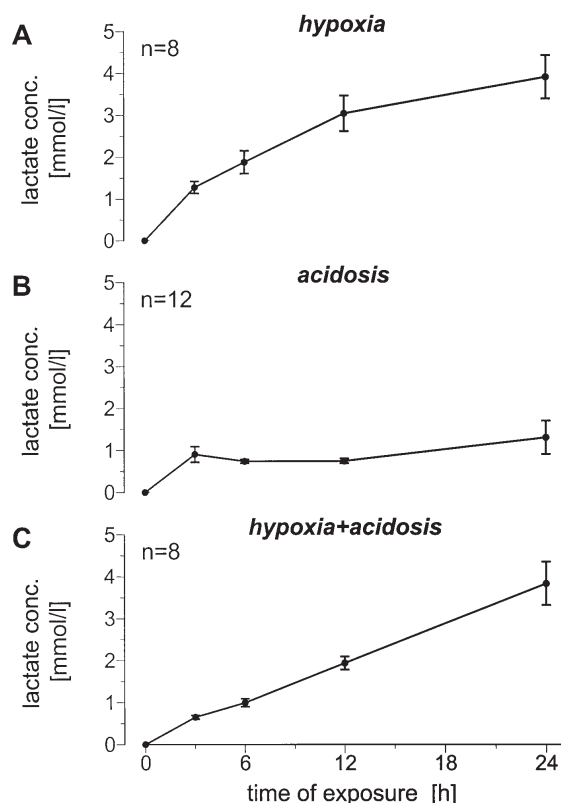 A
hypoxia
n=8
lactate conc.
[mmol/l]
5
4
3
2
1
0
B
acidosis
n=12
lactate conc.
[mmol/l]
5
4
3
2
1
0
C
hypoxia+acidosis
n=8
lactate conc.
[mmol/l]
5
4
3
2
1
0
0 6 12 18 24
time of exposure [h]